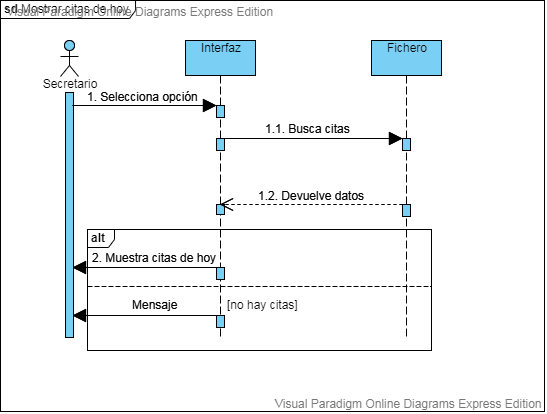 sd Mostrar citas de hoy
Visual Paradigm Online Diagrams Express Edition
Interfaz
Fichero
Secretario
1. Selecciona opción
1.1. Busca citas
1.2. Devuelve datos
alt
2. Muestra citas de hoy
Mensaje
[no hay citas]
Visual Paradigm Online Diagrams Express Edition